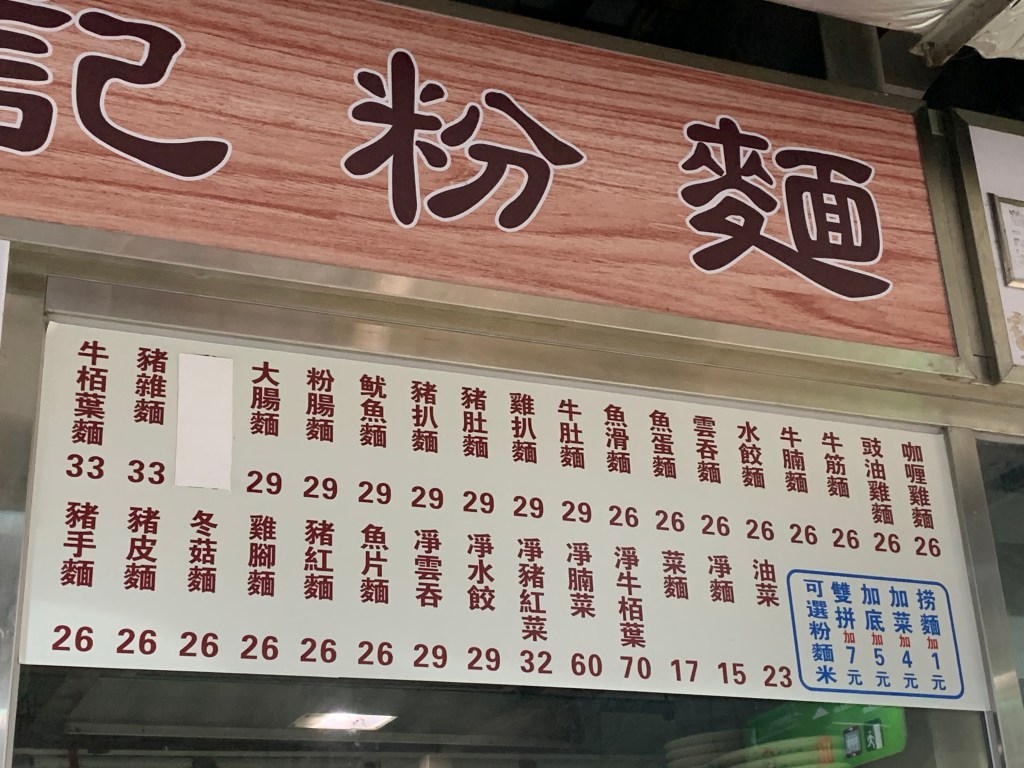 記粉麵
咖喱雞麵 26
豉油雞麵 26
牛筋麵 26
牛腩麵 26
水餃麵 26
雲吞麵 26
魚蛋麵 26
魚滑麵 26
牛肚麵 29
雞扒麵 29
豬肚麵 29
豬扒麵 29
魷魚麵 29
粉腸麵 29
大腸麵 29
豬雜麵 33
牛栢葉麵 33
捞麵加1元
加菜加4元
加底加5元
雙拼加7元
可選粉麵米
油菜 23
凈麵 15
菜麵 17
凈牛栢葉 70
凈腩菜 60
凈豬紅菜 32
凈水餃 29
凈雲吞 29
魚片麵 26
豬紅麵 26
雞腳麵 26
冬菇麵 26
豬皮麵 26
豬手麵 26